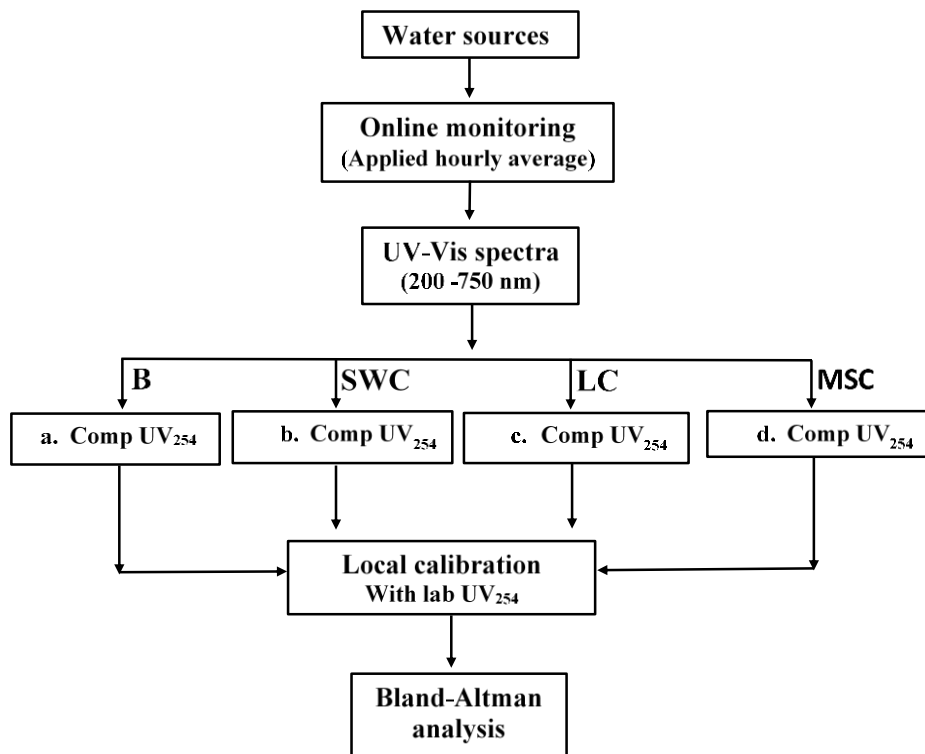 Water sources
Online monitoring
(Applied hourly average)
UV-Vis spectra
(200 -750 nm)
B
SWC
LC
MSC
a. Comp UV₂₅₄
b. Comp UV₂₅₄
c. Comp UV₂₅₄
d. Comp UV₂₅₄
Local calibration
With lab UV₂₅₄
Bland-Altman
analysis